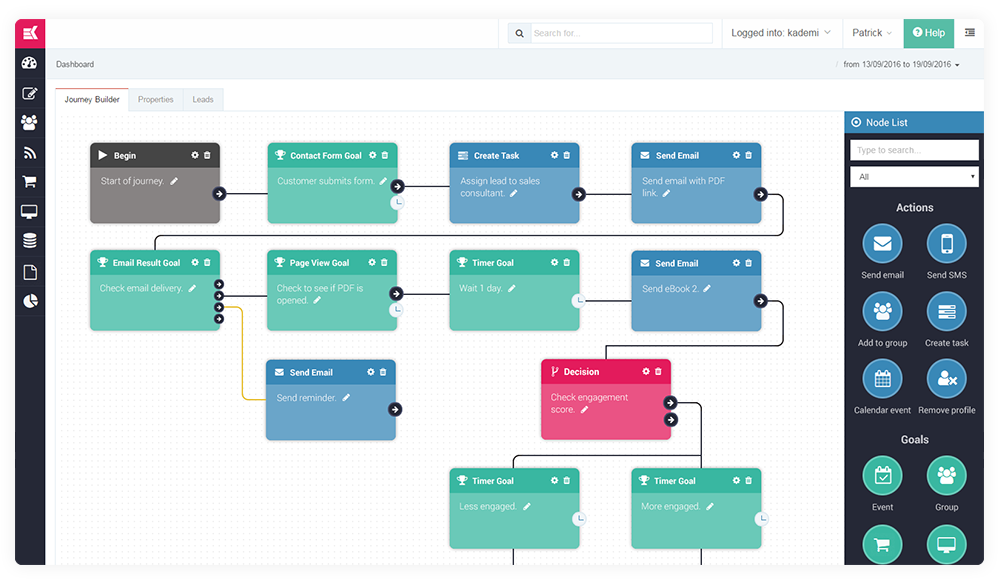 Search for...
Logged into: kademi
Patrick
Help
Dashboard
/ from 13/09/2016 to 19/09/2016
Journey Builder
Properties
Leads
Begin
Start of journey.
Contact Form Goal
Customer submits form.
Create Task
Assign lead to sales
consultant.
Send Email
Send email with PDF
link.
Email Result Goal
Check email delivery.
Page View Goal
Check to see if PDF is
opened.
Timer Goal
Wait 1 day.
Send Email
Send eBook 2.
Send Email
Send reminder.
Decision
Check engagement
score.
Timer Goal
Less engaged.
Timer Goal
More engaged.
Node List
Type to search...
All
Actions
Send email
Send SMS
Add to group
Create task
Calendar event
Remove profile
Goals
Event
Group